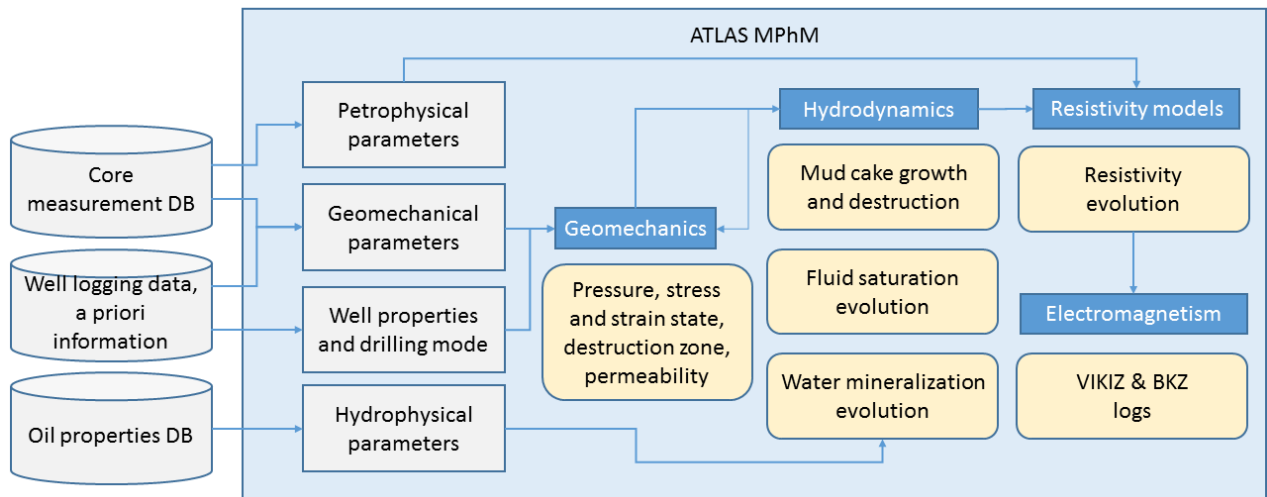 ATLAS MPhM
Core
measurement DB
Well logging data,
a priori
information
Oil properties DB
Petrophysical
parameters
Geomechanical
parameters
Well properties
and drilling mode
Hydrophysical
parameters
Geomechanics
Pressure, stress
and strain state,
destruction zone,
permeability
Hydrodynamics
Mud cake growth
and destruction
Fluid saturation
evolution
Water mineralization
evolution
Resistivity models
Resistivity
evolution
Electromagnetism
VIKIZ & BKZ
logs